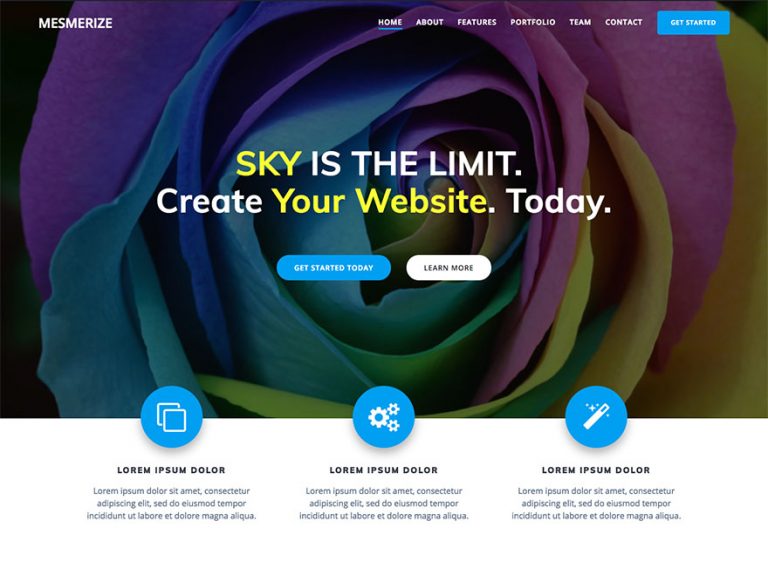 MESMERIZE
HOME ABOUT FEATURES PORTFOLIO TEAM CONTACT GET STARTED
SKY IS THE LIMIT.
Create Your Website. Today.
GET STARTED TODAY LEARN MORE
LOREM IPSUM DOLOR
Lorem ipsum dolor sit amet, consectetur
adipiscing elit, sed do eiusmod tempor
incididunt ut labore et dolore magna aliqua.
LOREM IPSUM DOLOR
Lorem ipsum dolor sit amet, consectetur
adipiscing elit, sed do eiusmod tempor
incididunt ut labore et dolore magna aliqua.
LOREM IPSUM DOLOR
Lorem ipsum dolor sit amet, consectetur
adipiscing elit, sed do eiusmod tempor
incididunt ut labore et dolore magna aliqua.